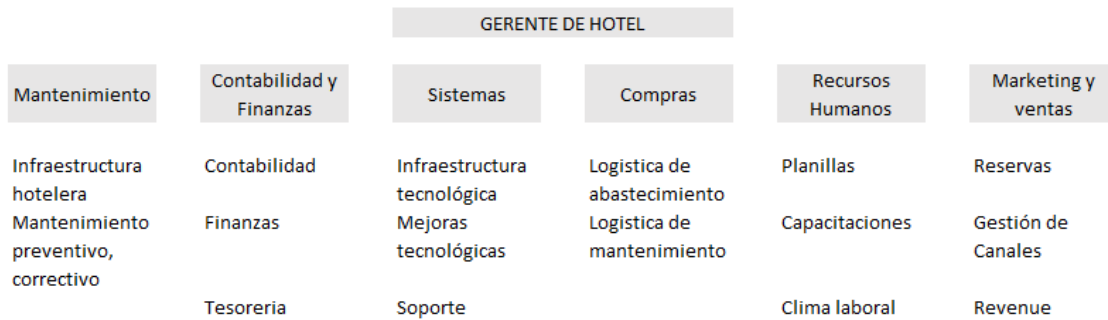 GERENTE DE HOTEL
Mantenimiento
Contabilidad y
Finanzas
Sistemas
Compras
Recursos
Humanos
Marketing y
ventas
Infraestructura
hotelera
Mantenimiento
preventivo,
correctivo
Contabilidad
Finanzas
Tesoreria
Infraestructura
tecnológica
Mejoras
tecnológicas
Soporte
Logistica de
abastecimiento
Logistica de
mantenimiento
Planillas
Capacitaciones
Clima laboral
Reservas
Gestión de
Canales
Revenue